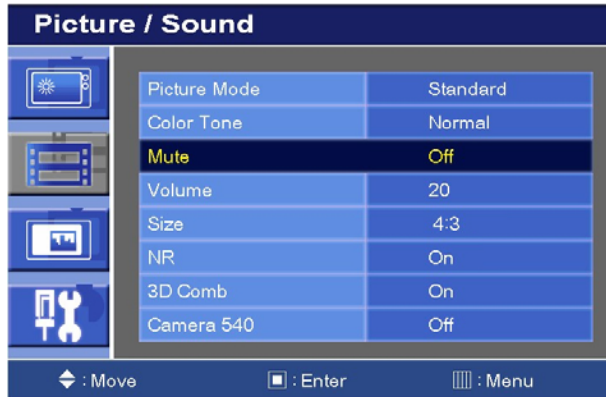 Picture / Sound
Picture Mode Standard
Color Tone Normal
Mute Off
Volume 20
Size 4:3
NR On
3D Comb On
Camera 540 Off
: Move : Enter : Menu